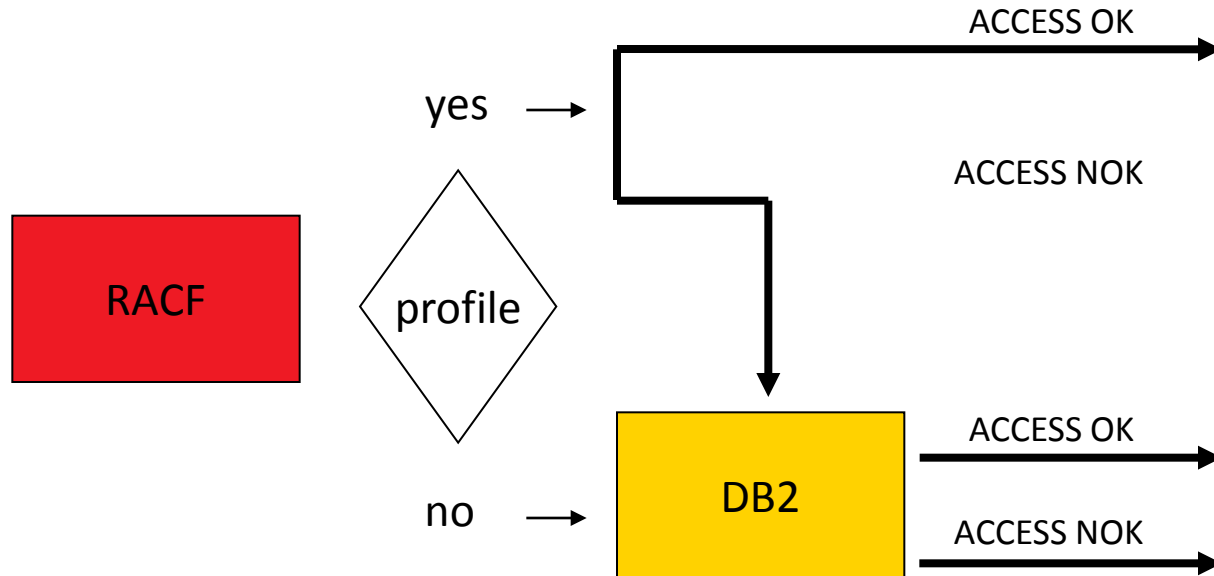 ACCESS OK
yes
ACCESS NOK
RACF
profile
ACCESS OK
DB2
no
ACCESS NOK